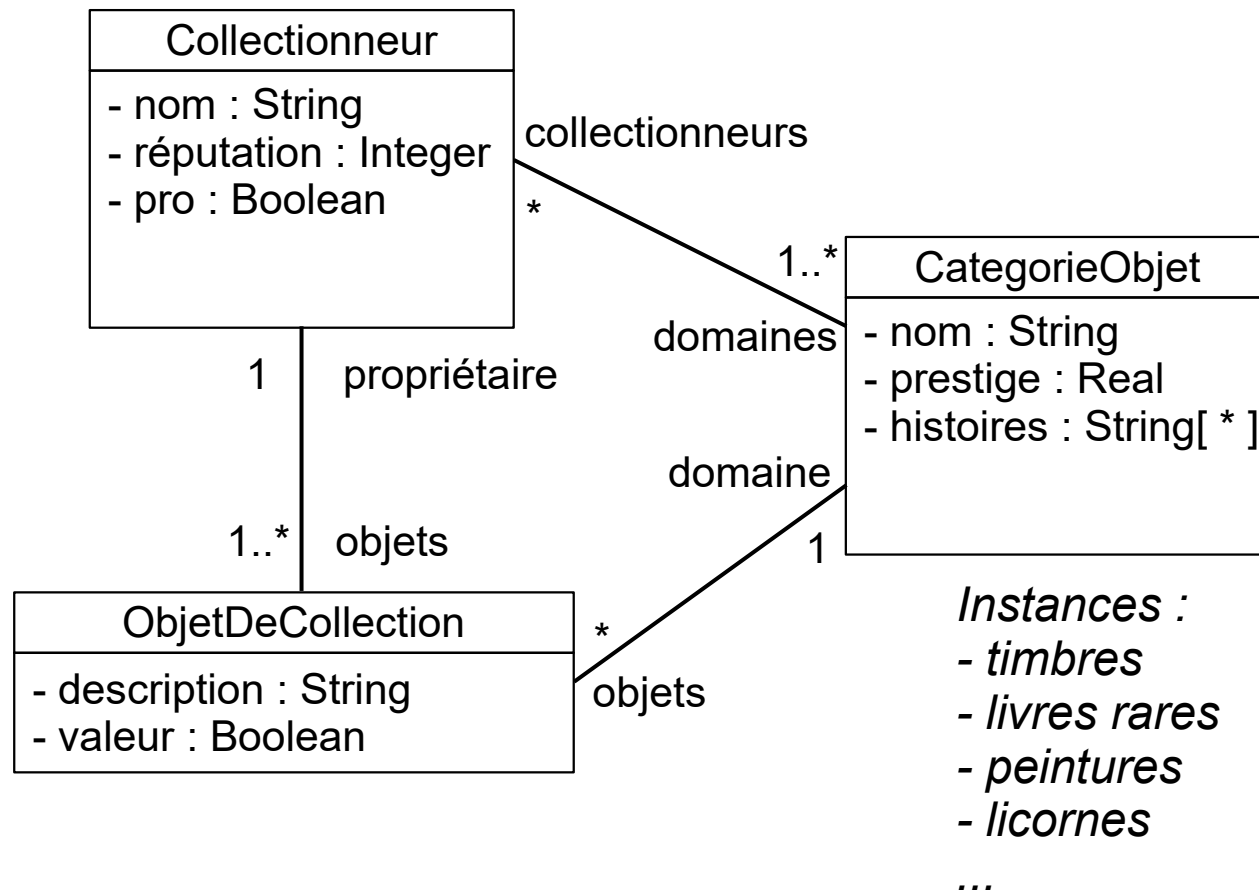 Collectionneur
- nom : String
- réputation : Integer
- pro : Boolean
collectionneurs
*
1..*
domaines
CategorieObjet
- nom : String
- prestige : Real
- histoires : String[ * ]
1
propriétaire
domaine
1
1..*
objets
ObjetDeCollection
- description : String
- valeur : Boolean
*
objets
Instances :
- timbres
- livres rares
- peintures
- licornes
...